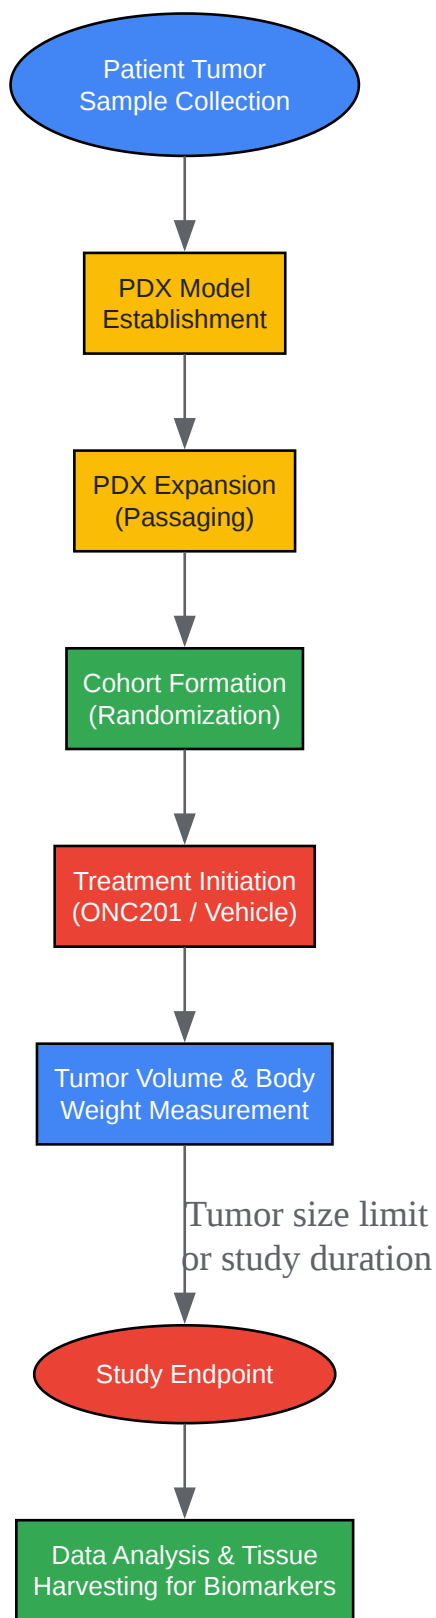 Patient Tumor
Sample Collection
PDX Model
Establishment
PDX Expansion
(Passaging)
Cohort Formation
(Randomization)
Treatment Initiation
(ONC201 / Vehicle)
Tumor Volume & Body
Weight Measurement
Tumor size limit
or study duration
Study Endpoint
Data Analysis & Tissue
Harvesting for Biomarkers